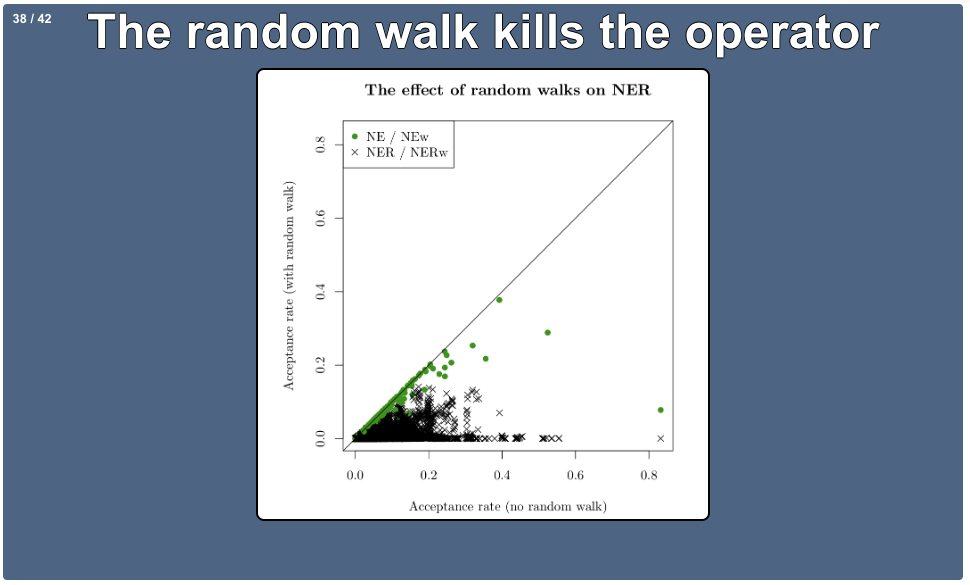 38 / 42
The random walk kills the operator
The effect of random walks on NER
NE / NEw
NER / NERw
Acceptance rate (with random walk)
0.8
0.6
0.4
0.2
0.0
0.0 0.2 0.4 0.6 0.8
Acceptance rate (no random walk)